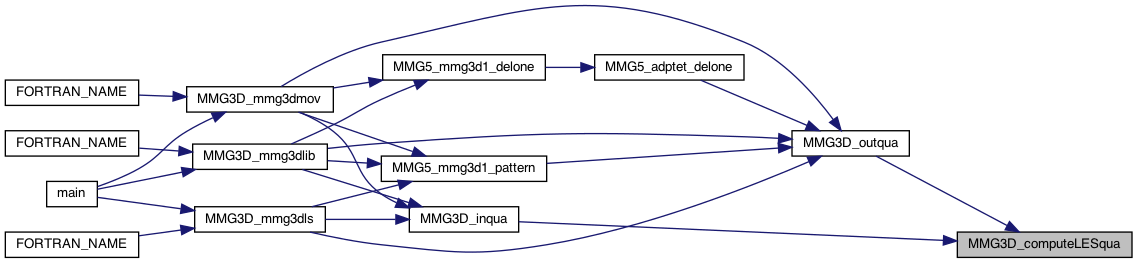 FORTRAN_NAME
FORTRAN_NAME
main
FORTRAN_NAME
MMG3D_mmg3dmov
MMG3D_mmg3dlib
MMG3D_mmg3dls
MMG5_mmg3d1_delone
MMG5_mmg3d1_pattern
MMG3D_inqua
MMG5_adptet_delone
MMG3D_outqua
MMG3D_computeLESqua